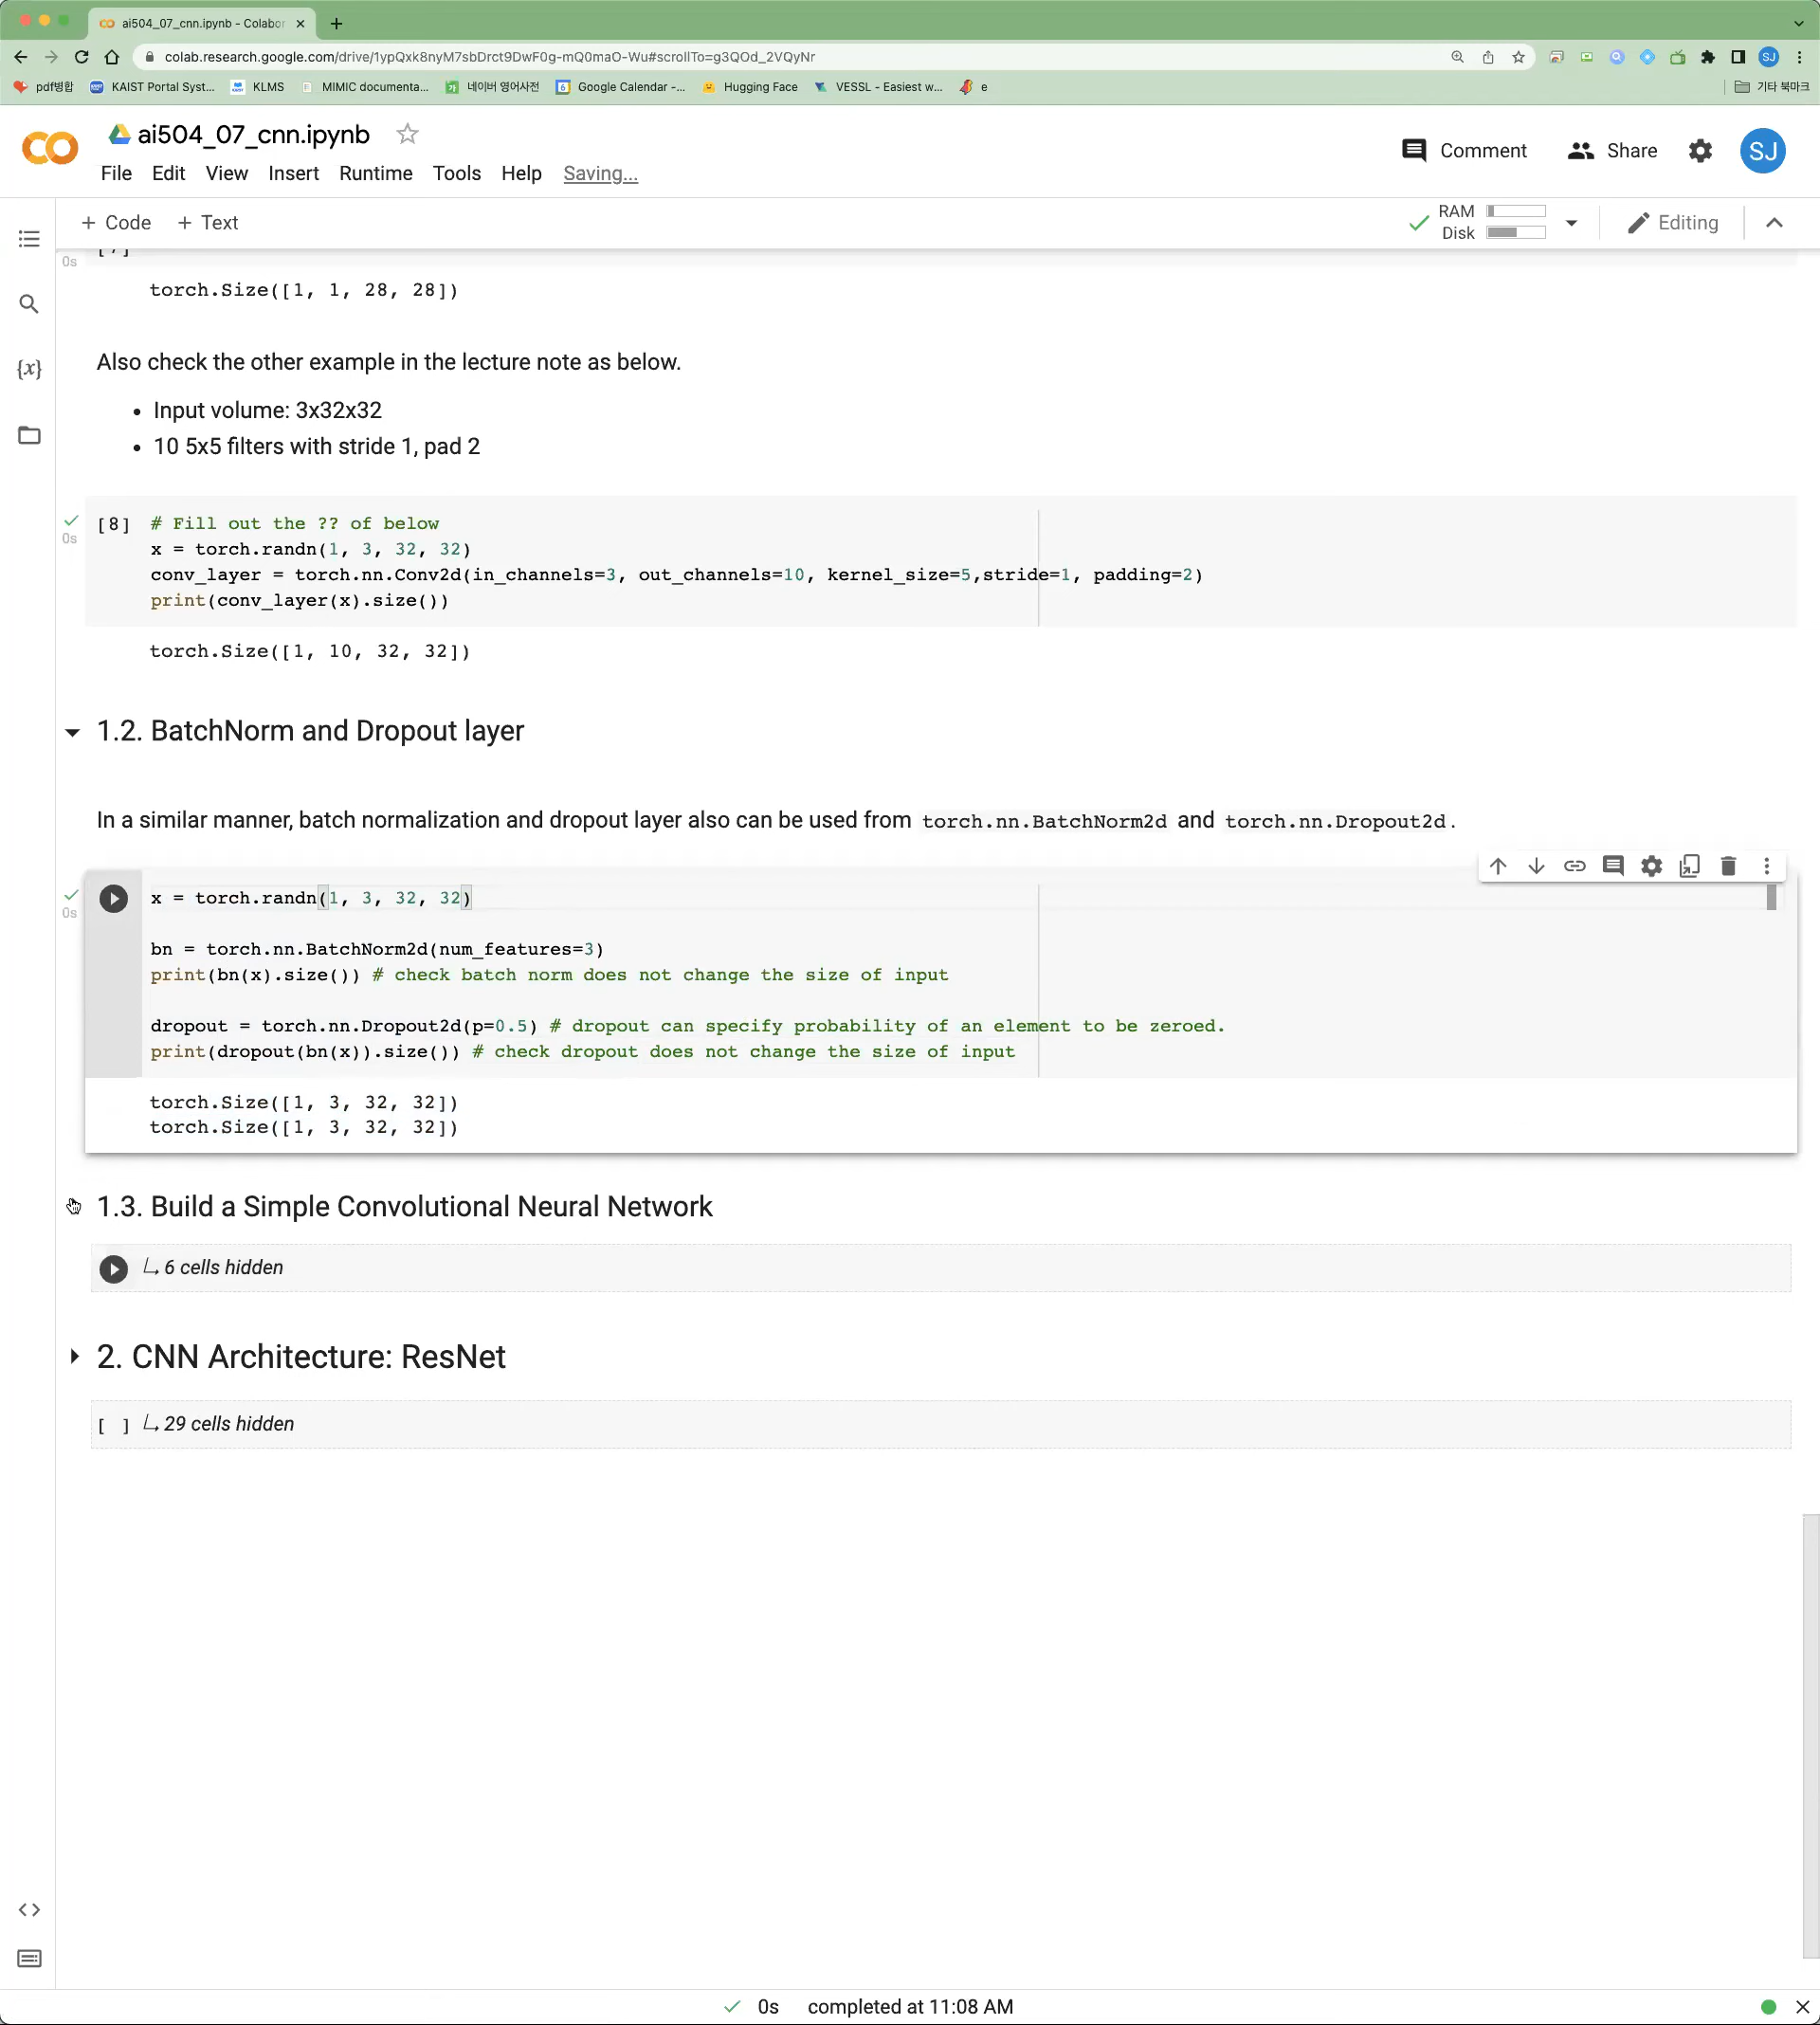 ai504_07_cnn.ipynb - Colabor
colab.research.google.com/drive/1ypQxk8nyM7sbDrct9DwF0g-mQ0maO-Wu#scrollTo=g3QOd_2VQyNr
SJ
pdf병합 KAIST Portal Syst... KLMS MIMIC documenta... 네이버 영어사전 Google Calendar -... Hugging Face VESSL - Easiest w... e 기타 북마크
ai504_07_cnn.ipynb
Comment Share SJ
File Edit View Insert Runtime Tools Help Saving...
+ Code + Text
RAM
Disk
Editing
[7]
0s
torch.Size([1, 1, 28, 28])
Also check the other example in the lecture note as below.
• Input volume: 3x32x32
• 10 5x5 filters with stride 1, pad 2
[8] # Fill out the ?? of below
0s
x = torch.randn(1, 3, 32, 32)
conv_layer = torch.nn.Conv2d(in_channels=3, out_channels=10, kernel_size=5,stride=1, padding=2)
print(conv_layer(x).size())
torch.Size([1, 10, 32, 32])
1.2. BatchNorm and Dropout layer
In a similar manner, batch normalization and dropout layer also can be used from torch.nn.BatchNorm2d and torch.nn.Dropout2d.
x = torch.randn(1, 3, 32, 32)
0s
bn = torch.nn.BatchNorm2d(num_features=3)
print(bn(x).size()) # check batch norm does not change the size of input
dropout = torch.nn.Dropout2d(p=0.5) # dropout can specify probability of an element to be zeroed.
print(dropout(bn(x)).size()) # check dropout does not change the size of input
torch.Size([1, 3, 32, 32])
torch.Size([1, 3, 32, 32])
1.3. Build a Simple Convolutional Neural Network
6 cells hidden
2. CNN Architecture: ResNet
[ ] 29 cells hidden
0s completed at 11:08 AM